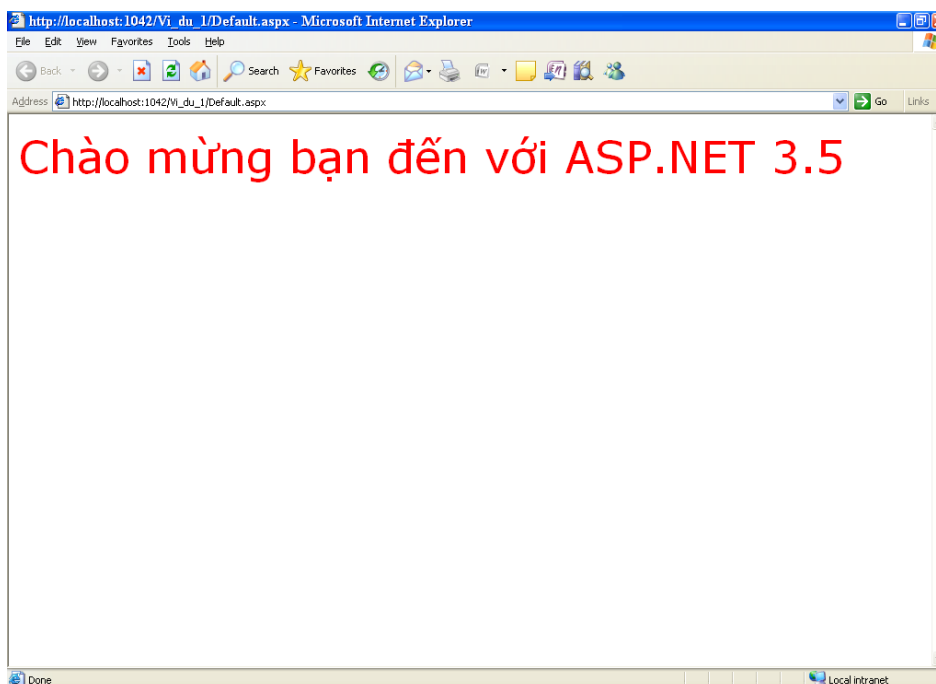 http://localhost:1042/Vi_du_1/Default.aspx - Microsoft Internet Explorer
File Edit View Favorites Tools Help
Back Search Favorites
Address http://localhost:1042/Vi_du_1/Default.aspx Go Links
Chào mừng bạn đến với ASP.NET 3.5
Done Local intranet